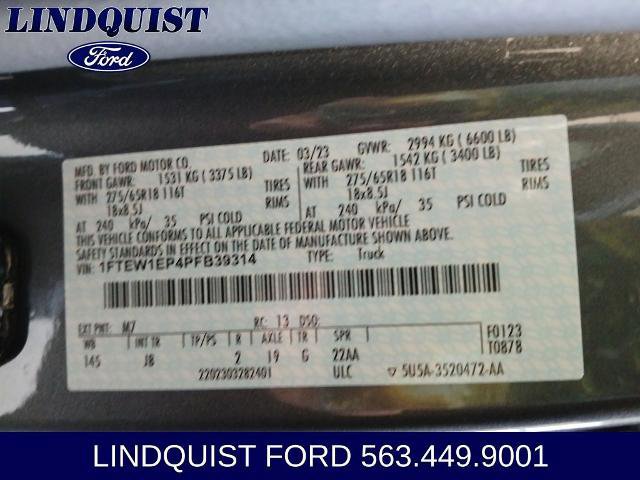 LINDQUIST
Ford
MFD. BY FORD MOTOR CO. DATE: 03/23 GVWR: 2994 KG ( 6600 LB)
FRONT GAWR: 1531 KG ( 3375 LB) REAR GAWR: 1542 KG ( 3400 LB)
WITH 275/65R18 116T TIRES WITH 275/65R18 116T TIRES
18x8.5J RIMS 18x8.5J RIMS
AT 240 kPa/ 35 PSI COLD AT 240 kPa/ 35 PSI COLD
THIS VEHICLE CONFORMS TO ALL APPLICABLE FEDERAL MOTOR VEHICLE
SAFETY STANDARDS IN EFFECT ON THE DATE OF MANUFACTURE SHOWN ABOVE.
VIN: 1FTEW1EP4PFB39314 TYPE: Truck
EXT PNT: M7 RC: 13 DSO: F0123
WB INT TR TP/PS R AXLE TR SPR T0878
145 JB 2 19 G 22AA
2202303282401 ULC 5U5A-3520472-AA
LINDQUIST FORD 563.449.9001